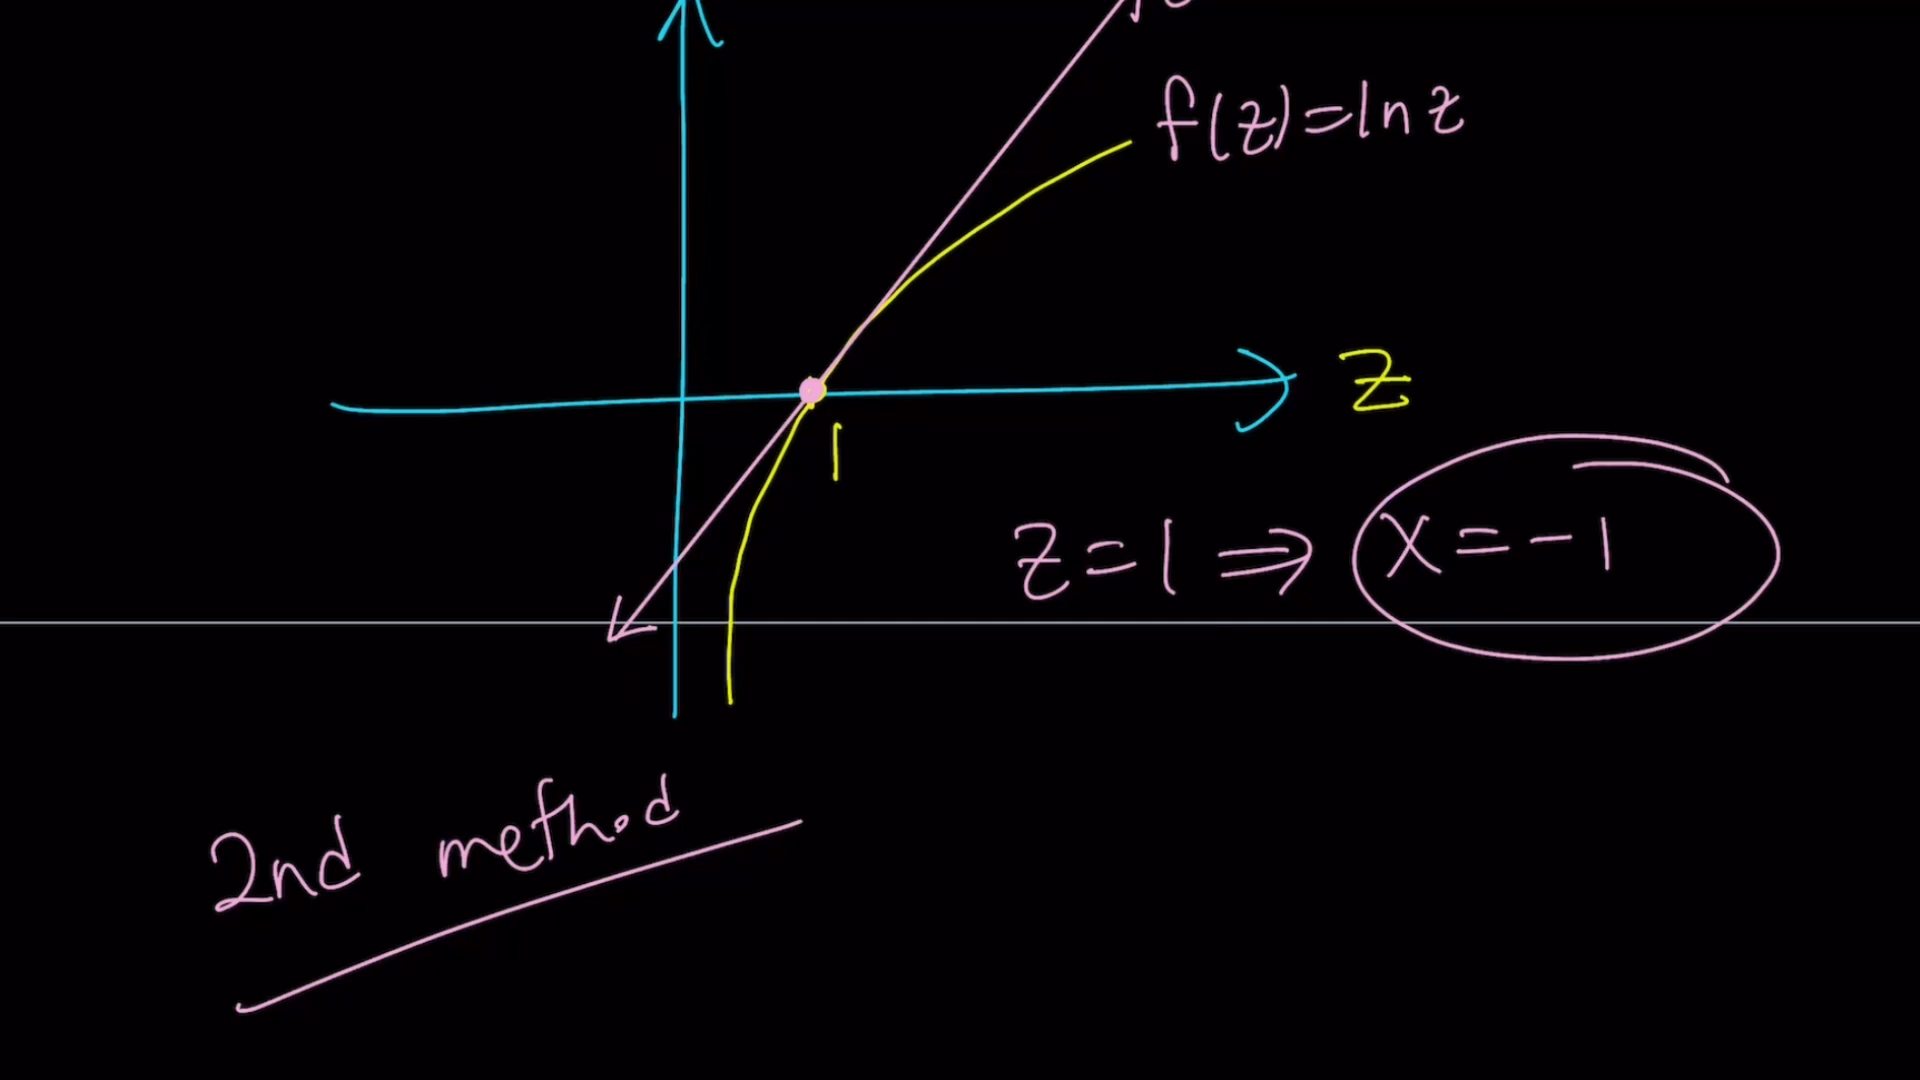 f(z)=ln z
z
1
z=1⇒x=-1
2nd method